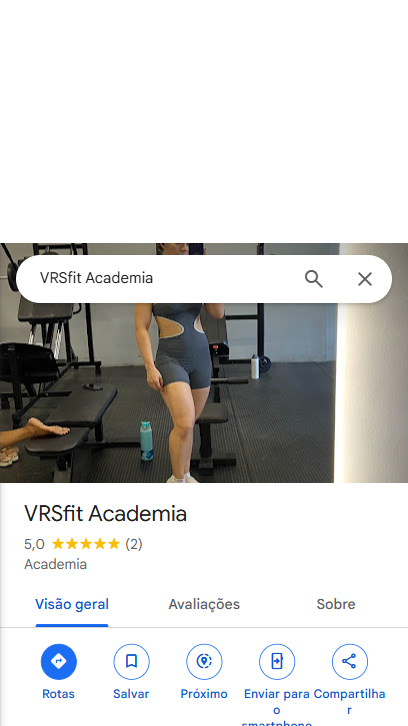 VRSfit Academia
VRSfit Academia
5,0 ★★★★★ (2)
Academia
Visão geral
Avaliações
Sobre
Rotas
Salvar
Próximo
Enviar para o
smartphone
Compartilhar